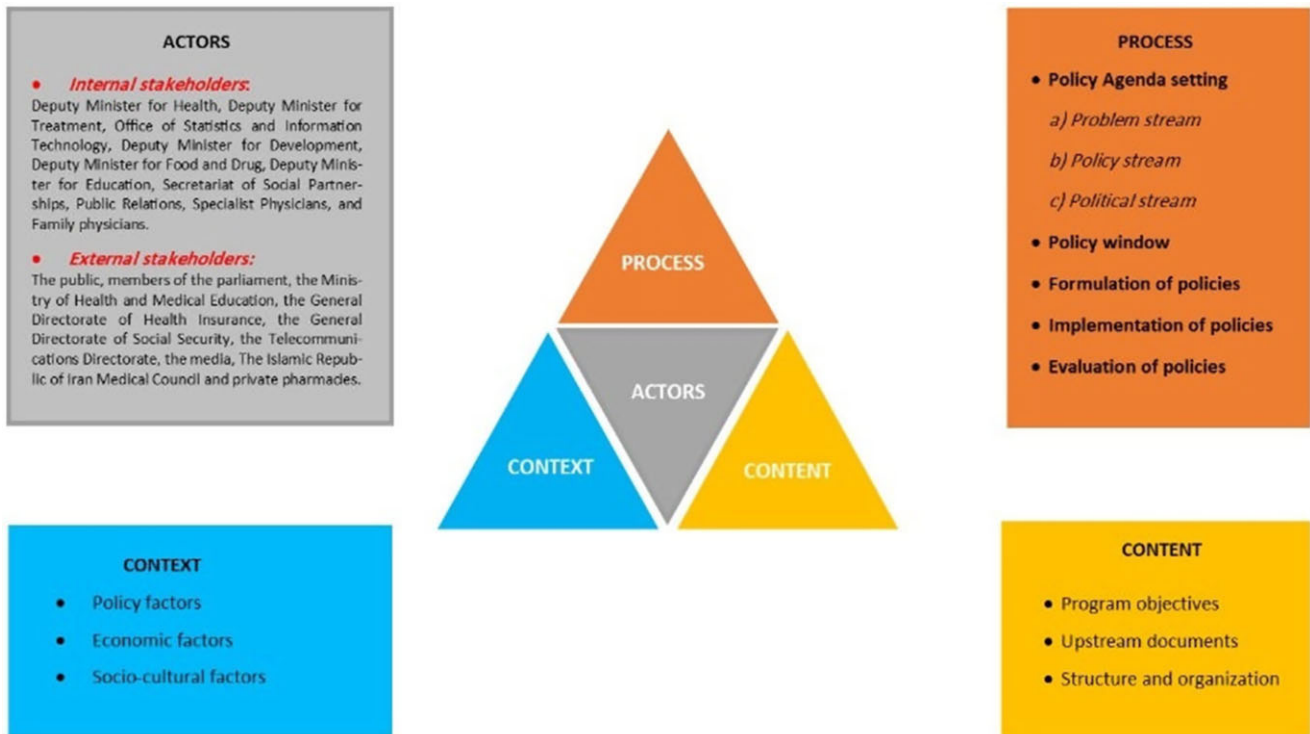 ACTORS
• Internal stakeholders:
Deputy Minister for Health, Deputy Minister for
Treatment, Office of Statistics and Information
Technology, Deputy Minister for Development,
Deputy Minister for Food and Drug, Deputy Minis-
ter for Education, Secretariat of Social Partner-
ships, Public Relations, Specialist Physicians, and
Family physicians.
• External stakeholders:
The public, members of the parliament, the Minis-
try of Health and Medical Education, the General
Directorate of Health Insurance, the General
Directorate of Social Security, the Telecommuni-
cations Directorate, the media, The Islamic Repub-
lic of Iran Medical Council and private pharmacies.
PROCESS
• Policy Agenda setting
a) Problem stream
b) Policy stream
c) Political stream
• Policy window
• Formulation of policies
• Implementation of policies
• Evaluation of policies
PROCESS
ACTORS
CONTEXT
CONTENT
CONTEXT
• Policy factors
• Economic factors
• Socio-cultural factors
CONTENT
• Program objectives
• Upstream documents
• Structure and organization